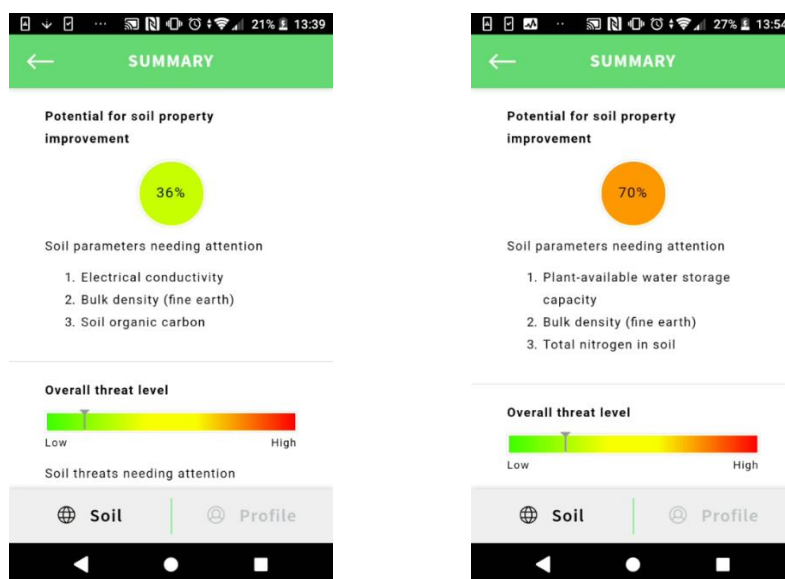 21% 13:39
SUMMARY
Potential for soil property
improvement
36%
Soil parameters needing attention
1. Electrical conductivity
2. Bulk density (fine earth)
3. Soil organic carbon
Overall threat level
Low High
Soil threats needing attention
Soil Profile
27% 13:54
SUMMARY
Potential for soil property
improvement
70%
Soil parameters needing attention
1. Plant-available water storage
capacity
2. Bulk density (fine earth)
3. Total nitrogen in soil
Overall threat level
Low High
Soil Profile